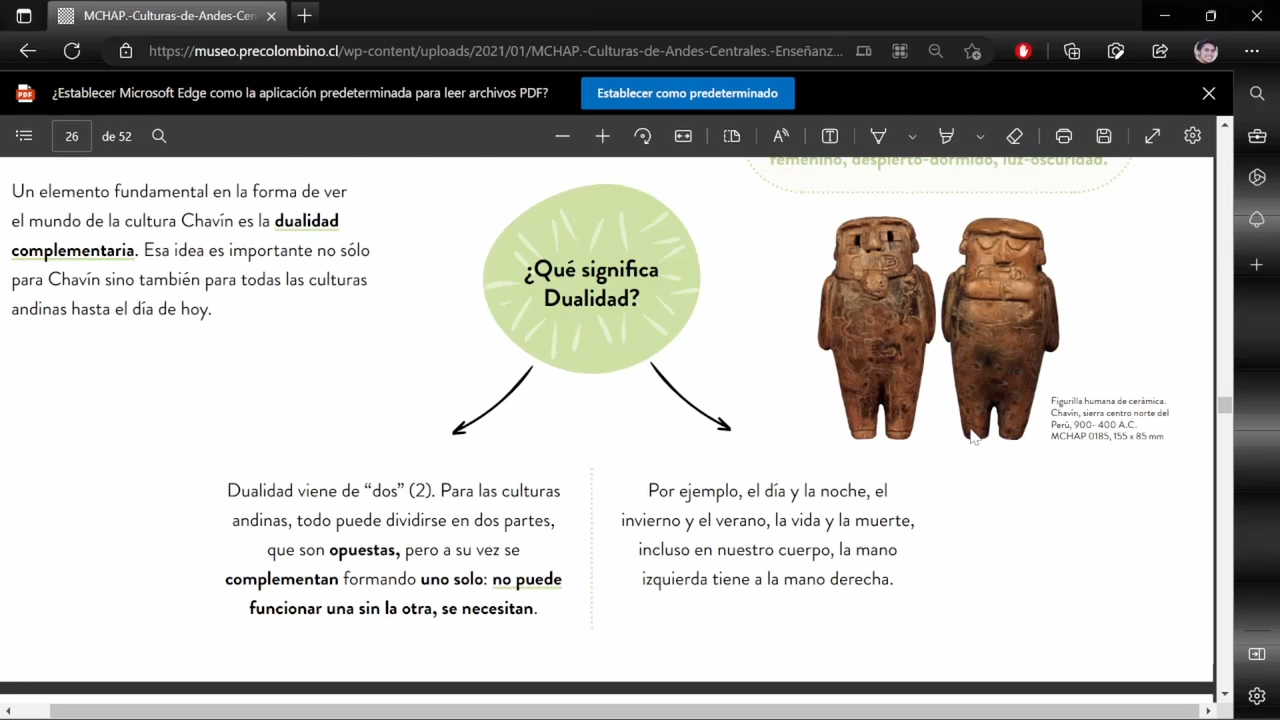 MCHAP.-Culturas-de-Andes-Cen
https://museo.precolombino.cl/wp-content/uploads/2021/01/MCHAP.-Culturas-de-Andes-Centrales.-Enseñanz...
PDF
¿Establecer Microsoft Edge como la aplicación predeterminada para leer archivos PDF?
Establecer como predeterminado
26
de 52
femenino, despierto-dormido, luz-oscuridad.
Un elemento fundamental en la forma de ver
el mundo de la cultura Chavín es la dualidad
complementaria. Esa idea es importante no sólo
para Chavín sino también para todas las culturas
andinas hasta el día de hoy.
¿Qué significa
Dualidad?
Figurilla humana de cerámica.
Chavín, sierra centro norte del
Perú, 900- 400 A.C.
MCHAP 0185, 155 x 85 mm
Dualidad viene de “dos” (2). Para las culturas
andinas, todo puede dividirse en dos partes,
que son opuestas, pero a su vez se
complementan formando uno solo: no puede
funcionar una sin la otra, se necesitan.
Por ejemplo, el día y la noche, el
invierno y el verano, la vida y la muerte,
incluso en nuestro cuerpo, la mano
izquierda tiene a la mano derecha.